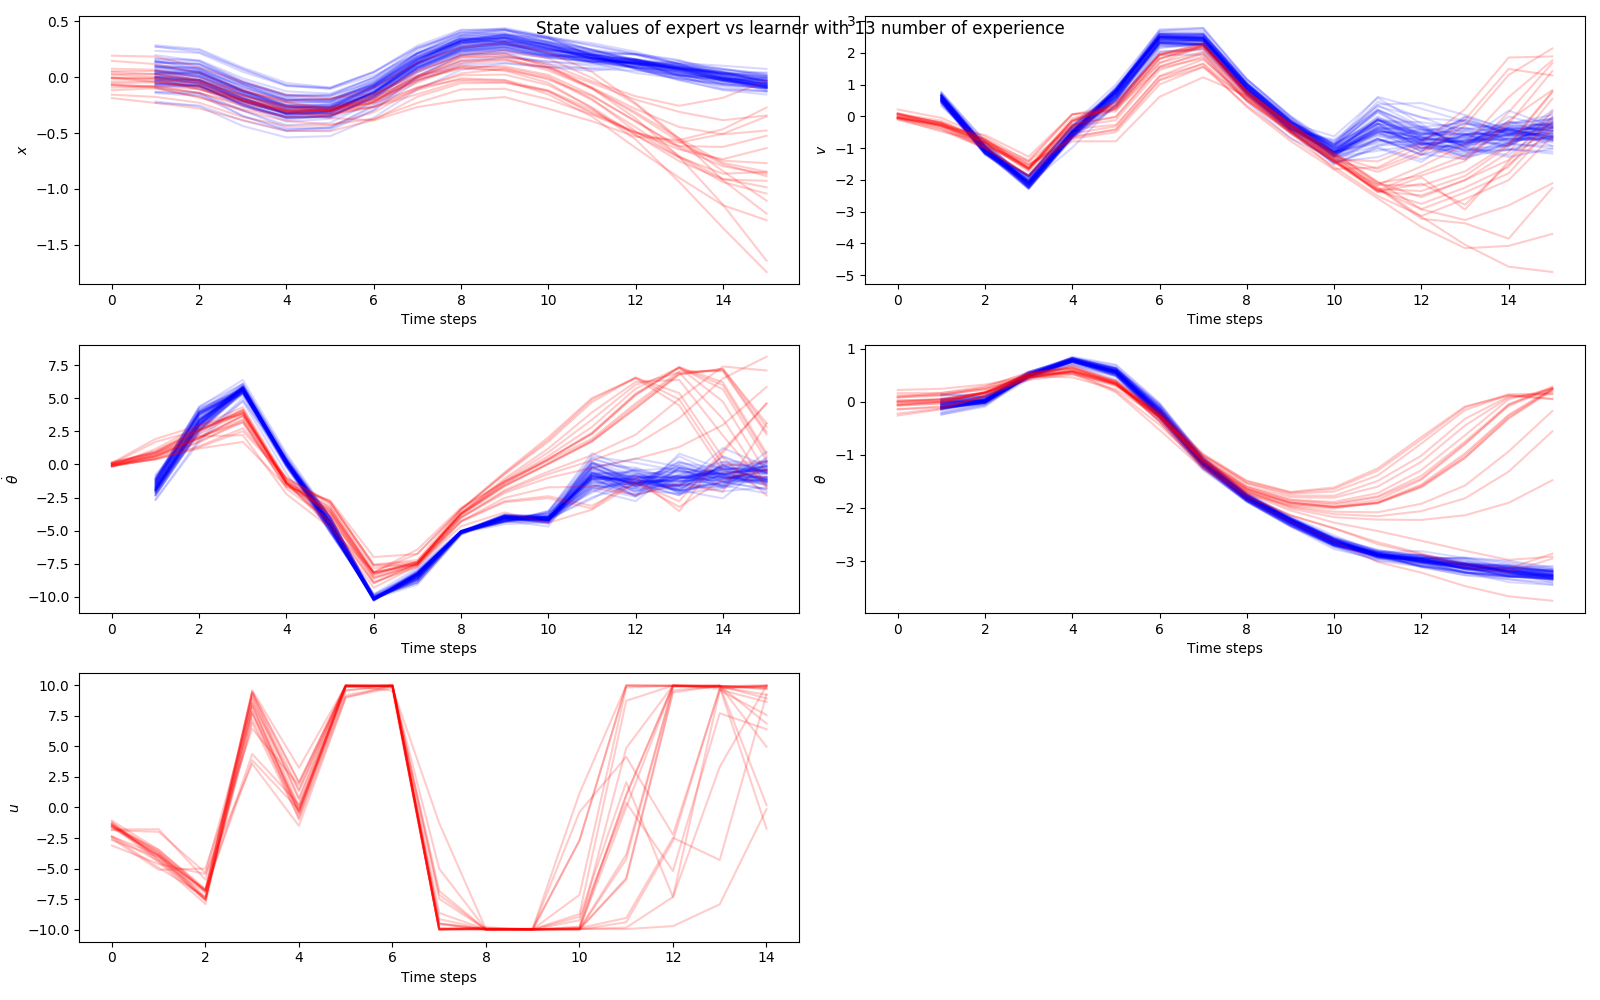 State values of expert vs learner with 13 number of experience
0.5
0.0
−0.5
−1.0
−1.5
x
0 2 4 6 8 10 12 14
Time steps
3
2
1
0
−1
−2
−3
−4
−5
v
0 2 4 6 8 10 12 14
Time steps
7.5
5.0
2.5
0.0
−2.5
−5.0
−7.5
−10.0
θ̇
0 2 4 6 8 10 12 14
Time steps
1
0
−1
−2
−3
θ
0 2 4 6 8 10 12 14
Time steps
10.0
7.5
5.0
2.5
0.0
−2.5
−5.0
−7.5
−10.0
u
0 2 4 6 8 10 12 14
Time steps